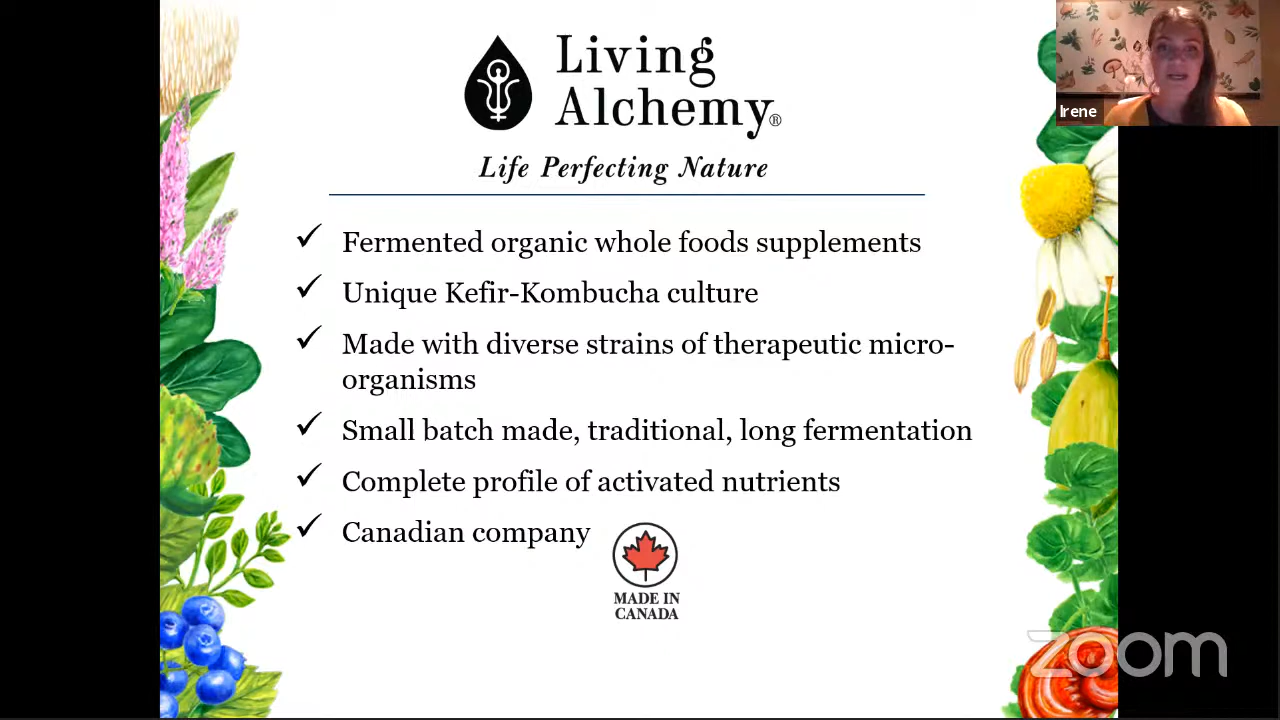 Living
Alchemy®
Life Perfecting Nature
Irene
✓ Fermented organic whole foods supplements
✓ Unique Kefir-Kombucha culture
✓ Made with diverse strains of therapeutic micro-
organisms
✓ Small batch made, traditional, long fermentation
✓ Complete profile of activated nutrients
✓ Canadian company
MADE IN
CANADA
zoom